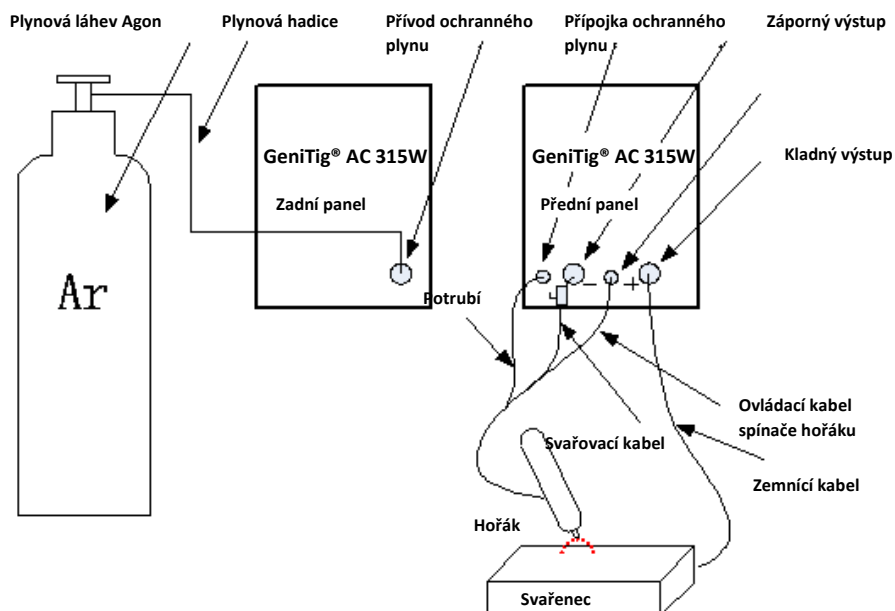 Plynová láhev Agon
Plynová hadice
Přívod ochranného
plynu
Přípojka ochranného
plynu
Záporný výstup
GeniTig® AC 315W
GeniTig® AC 315W
Kladný výstup
Zadní panel
Přední panel
Ar
Potrubí
−
+
Ovládací kabel
spínače hořáku
Svařovací kabel
Zemnící kabel
Hořák
Svařenec